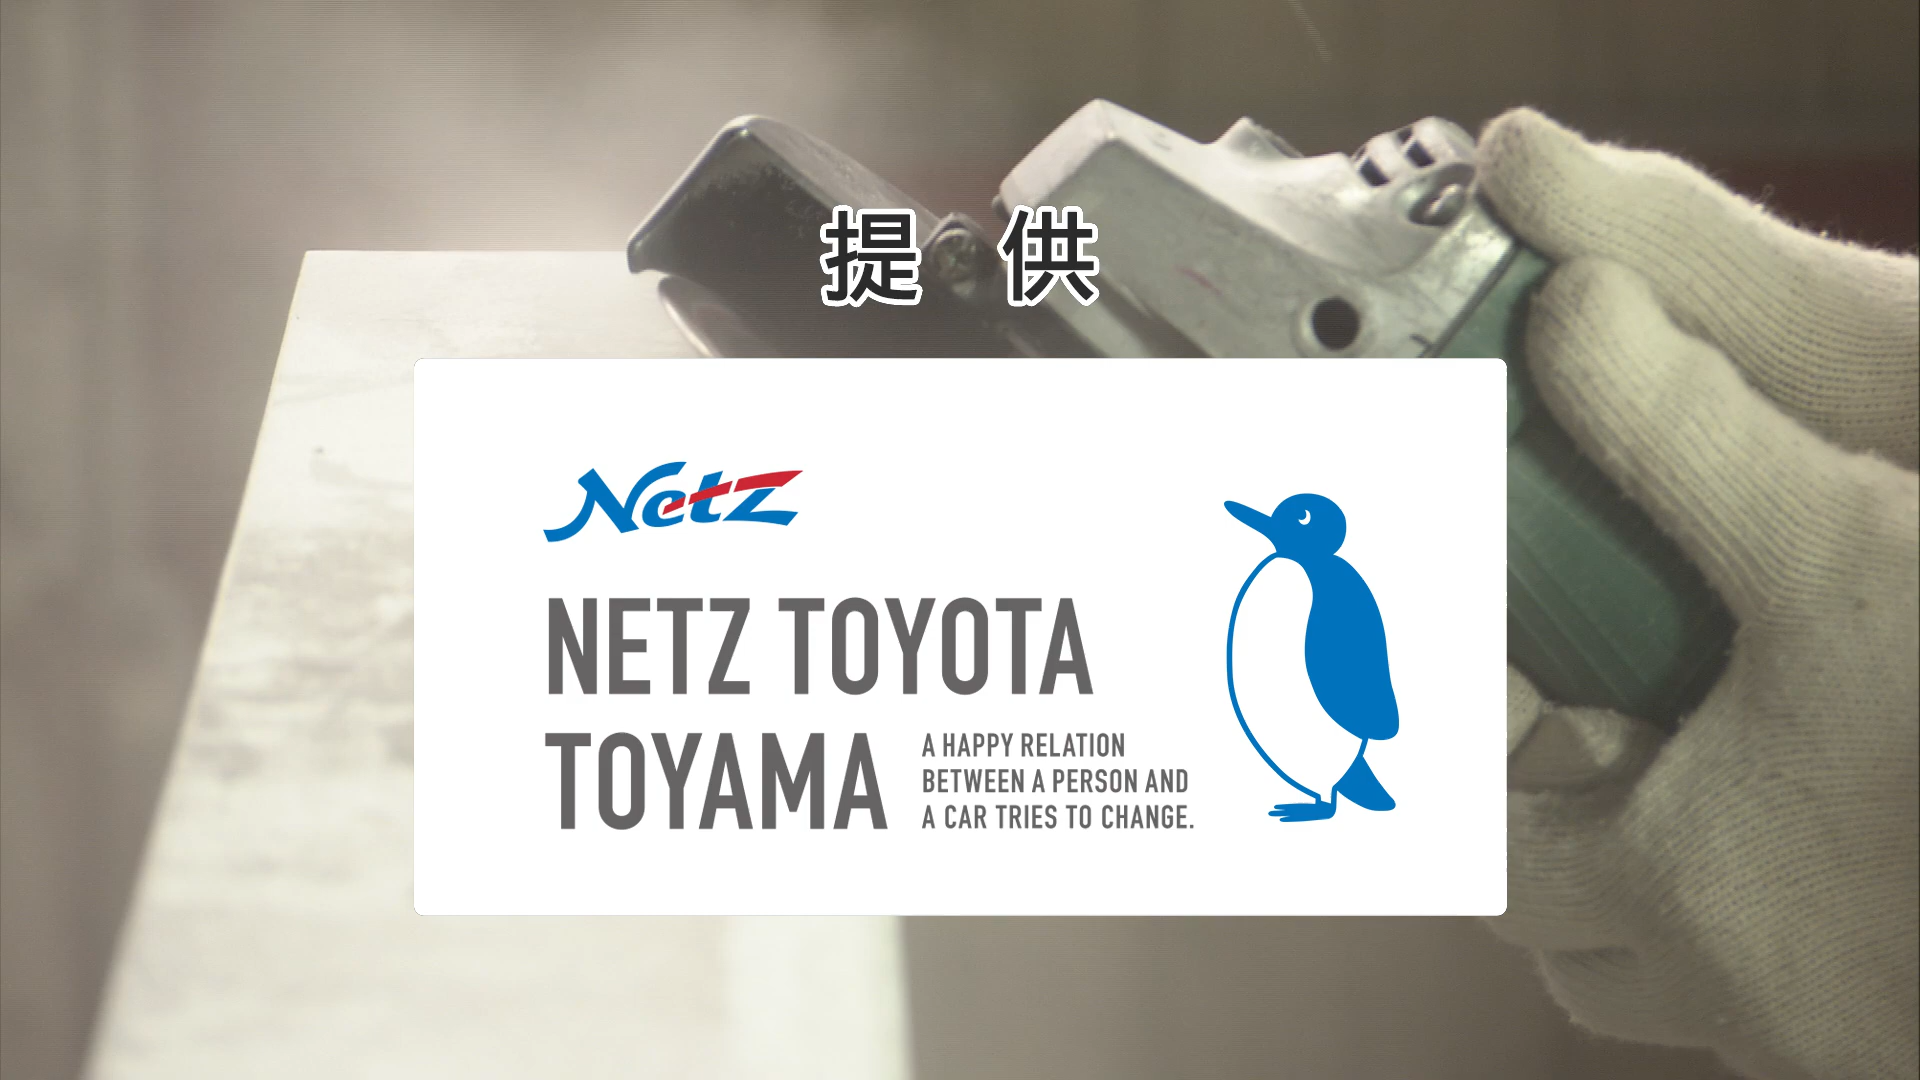 提 供
Netz
NETZ TOYOTA
TOYAMA
A HAPPY RELATION
BETWEEN A PERSON AND
A CAR TRIES TO CHANGE.